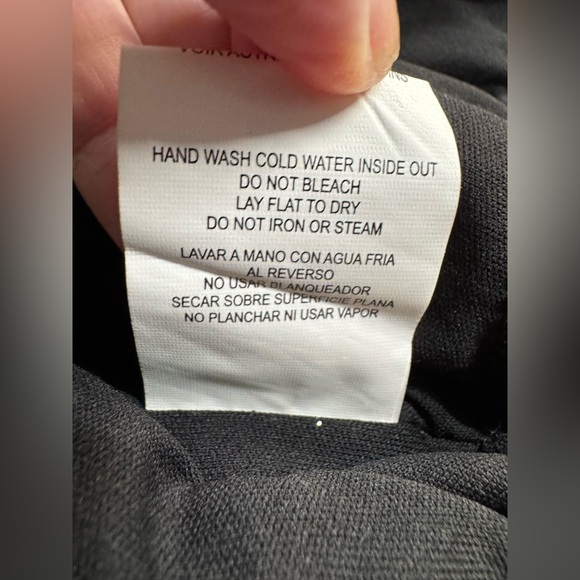 VOIR
HAND WASH COLD WATER INSIDE OUT
DO NOT BLEACH
LAY FLAT TO DRY
DO NOT IRON OR STEAM
LAVAR A MANO CON AGUA FRIA
AL REVERSO
NO USAR BLANQUEADOR
SECAR SOBRE SUPERFICIE PLANA
NO PLANCHAR NI USAR VAPOR